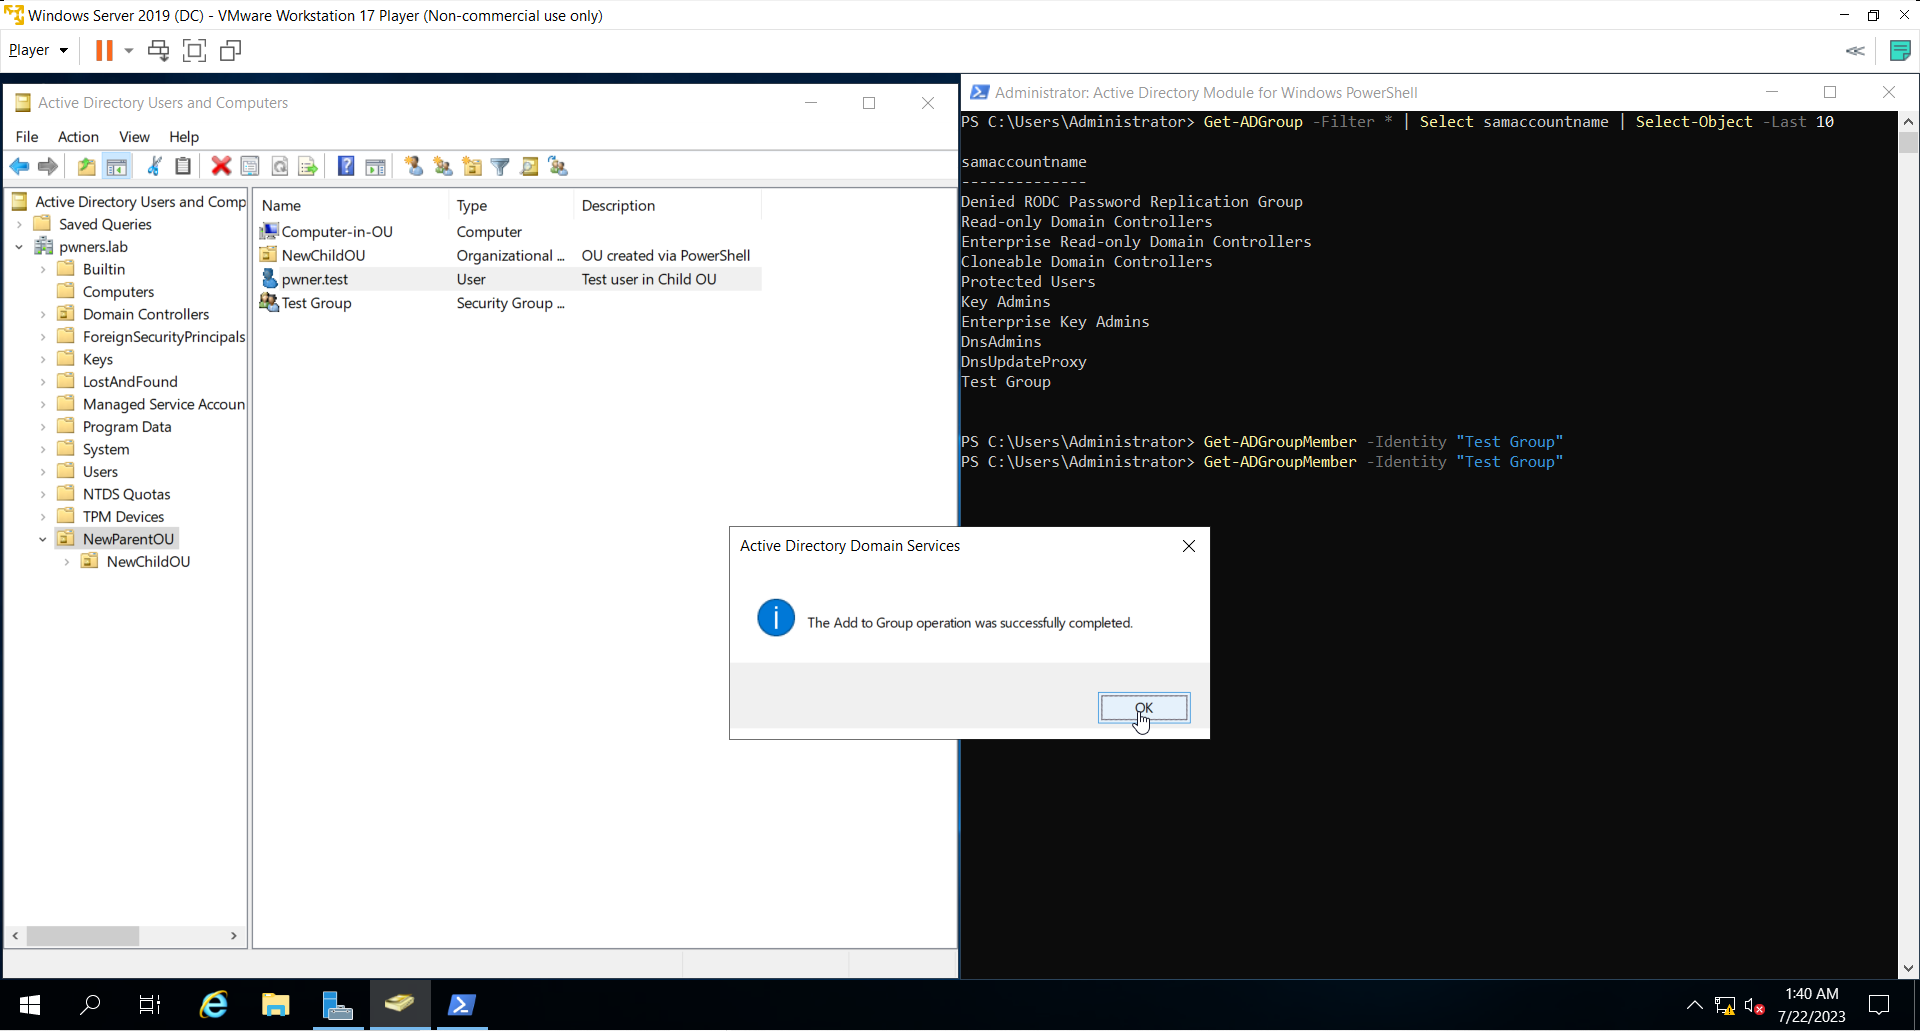 Windows Server 2019 (DC) - VMware Workstation 17 Player (Non-commercial use only)
Player
Active Directory Users and Computers
File Action View Help
Active Directory Users and Comp
Saved Queries
pwners.lab
Builtin
Computers
Domain Controllers
ForeignSecurityPrincipals
Keys
LostAndFound
Managed Service Accoun
Program Data
System
Users
NTDS Quotas
TPM Devices
NewParentOU
NewChildOU
Name Type Description
Computer-in-OU Computer
NewChildOU Organizational ... OU created via PowerShell
pwner.test User Test user in Child OU
Test Group Security Group ...
Administrator: Active Directory Module for Windows PowerShell
PS C:\Users\Administrator> Get-ADGroup -Filter * | Select samaccountname | Select-Object -Last 10
samaccountname
--------------
Denied RODC Password Replication Group
Read-only Domain Controllers
Enterprise Read-only Domain Controllers
Cloneable Domain Controllers
Protected Users
Key Admins
Enterprise Key Admins
DnsAdmins
DnsUpdateProxy
Test Group
PS C:\Users\Administrator> Get-ADGroupMember -Identity "Test Group"
PS C:\Users\Administrator> Get-ADGroupMember -Identity "Test Group"
Active Directory Domain Services
The Add to Group operation was successfully completed.
OK
1:40 AM
7/22/2023